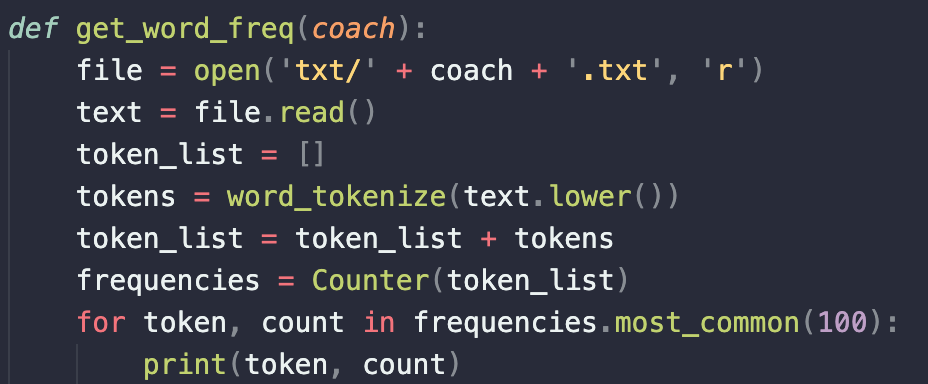 def get_word_freq(coach):
    file = open('txt/' + coach + '.txt', 'r')
    text = file.read()
    token_list = []
    tokens = word_tokenize(text.lower())
    token_list = token_list + tokens
    frequencies = Counter(token_list)
    for token, count in frequencies.most_common(100):
        print(token, count)